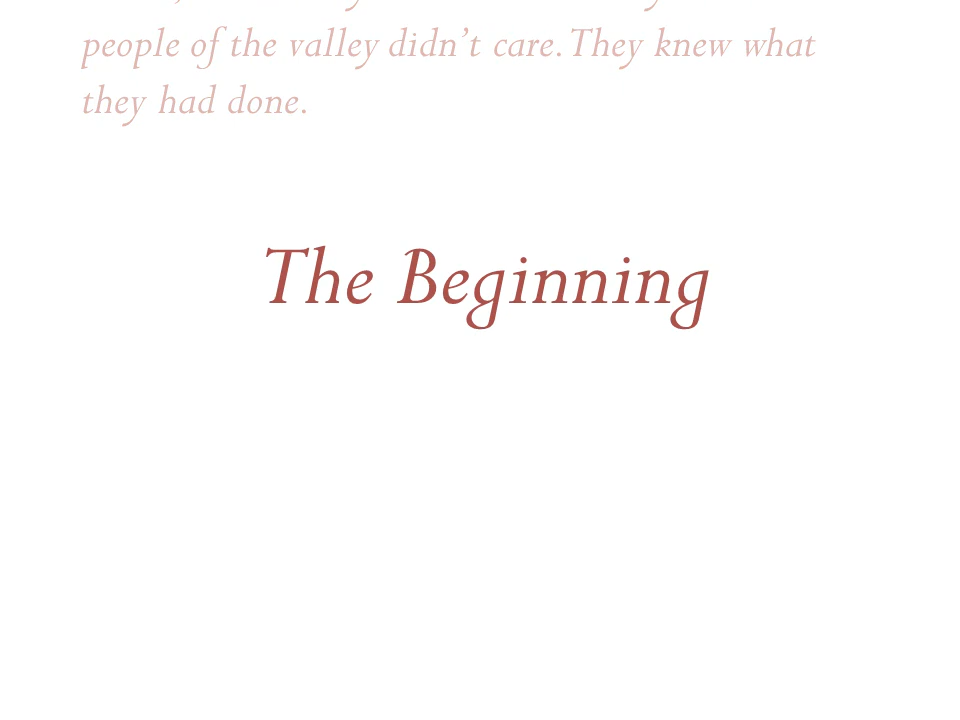 people of the valley didn’t care. They knew what
they had done.
The Beginning